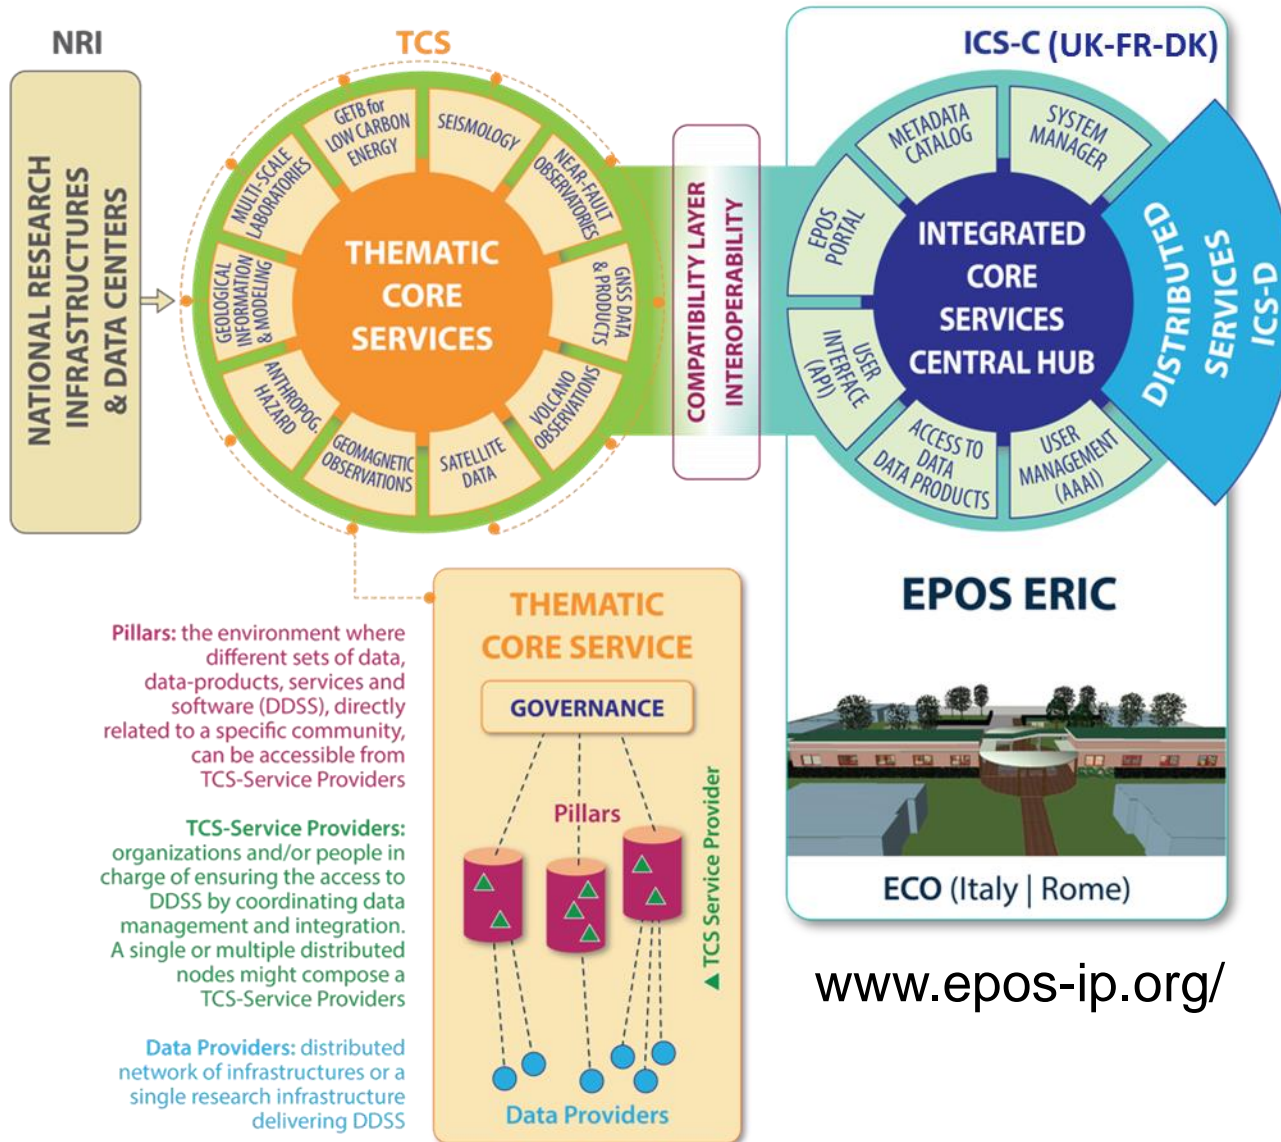 NRI
NATIONAL RESEARCH
INFRASTRUCTURES
& DATA CENTERS
TCS
GETB for
LOW CARBON
ENERGY
SEISMOLOGY
NEAR-FAULT
OBSERVATORIES
GNSS DATA
& PRODUCTS
VOLCANO
OBSERVATIONS
SATELLITE
DATA
GEOMAGNETIC
OBSERVATIONS
ANTHROPOG.
HAZARD
GEOLOGICAL
INFORMATION
& MODELING
MULTI-SCALE
LABORATORIES
THEMATIC
CORE
SERVICES
COMPATIBILITY LAYER
INTEROPERABILITY
ICS-C (UK-FR-DK)
METADATA
CATALOG
SYSTEM
MANAGER
EPOS
PORTAL
USER
INTERFACE
(API)
ACCESS TO
DATA
DATA PRODUCTS
USER
MANAGEMENT
(AAAI)
INTEGRATED
CORE
SERVICES
CENTRAL HUB
DISTRIBUTED
SERVICES
ICS-D
EPOS ERIC
ECO (Italy | Rome)
www.epos-ip.org/
Pillars: the environment where
different sets of data,
data-products, services and
software (DDSS), directly
related to a specific community,
can be accessible from
TCS-Service Providers
TCS-Service Providers:
organizations and/or people in
charge of ensuring the access to
DDSS by coordinating data
management and integration.
A single or multiple distributed
nodes might compose a
TCS-Service Providers
Data Providers: distributed
network of infrastructures or a
single research infrastructure
delivering DDSS
THEMATIC
CORE SERVICE
GOVERNANCE
Pillars
▲ TCS Service Provider
Data Providers